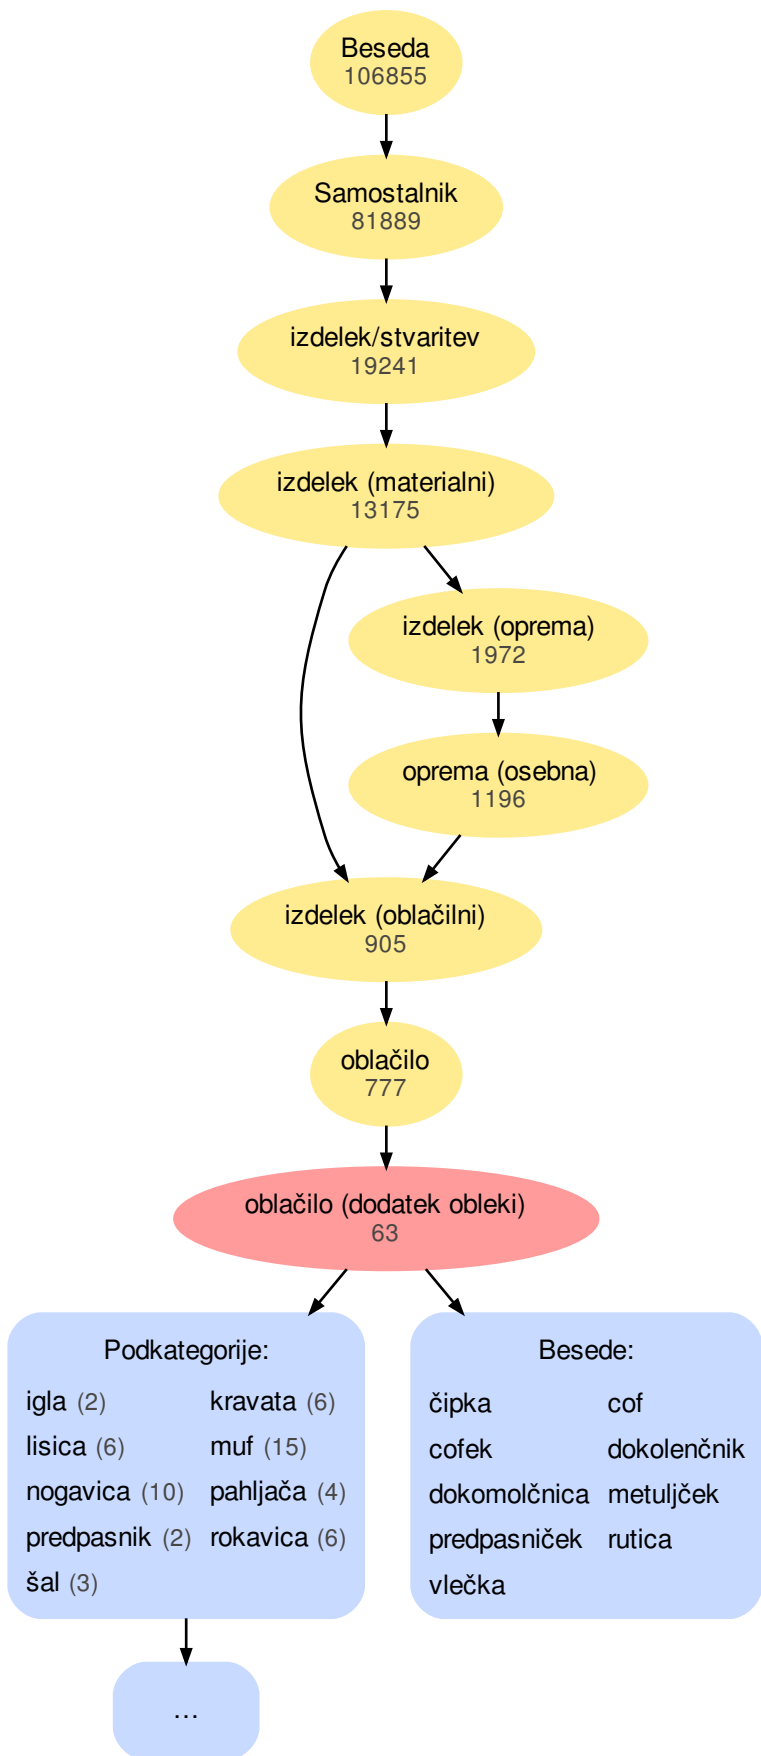 Beseda
106855
Samostalnik
81889
izdelek/stvaritev
19241
izdelek (materialni)
13175
izdelek (oprema)
1972
oprema (osebna)
1196
izdelek (oblačilni)
905
oblačilo
777
oblačilo (dodatek obleki)
63
Podkategorije:
igla (2) kravata (6)
lisica (6) muf (15)
nogavica (10) pahljača (4)
predpasnik (2) rokavica (6)
šal (3)
Besede:
čipka cof
cofek dokolenčnik
dokomolčnica metuljček
predpasniček rutica
vlečka
...